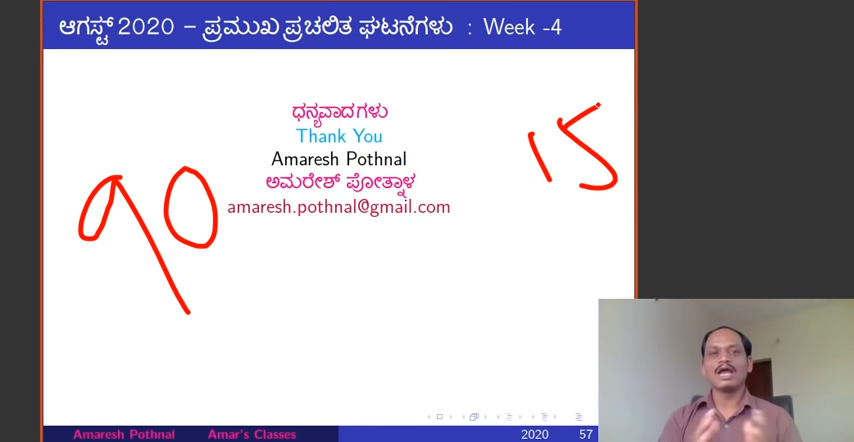 ಆಗಸ್ಟ್ 2020 – ಪ್ರಮುಖ ಪ್ರಚಲಿತ ಘಟನೆಗಳು : Week -4
ಧನ್ಯವಾದಗಳು
Thank You
Amaresh Pothnal
ಅಮರೇಶ್ ಪೋತ್ನಾಳ
amaresh.pothnal@gmail.com
90
15
Amaresh Pothnal Amar's Classes 2020 57